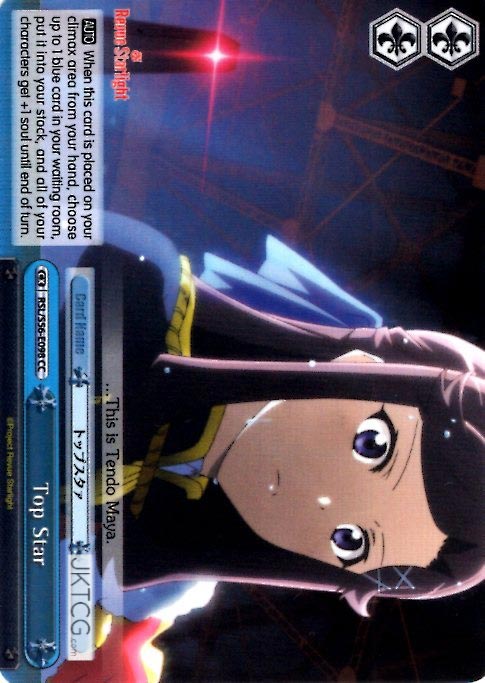 Revue Starlight
[AUTO] When this card is placed on your
climax area from your hand, choose
up to 1 blue card in your waiting room,
put it into your stock, and all of your
characters get +1 soul until end of turn.
...This is Tendo Maya.
Card Name
トップスタァ
JKTCG.com
CX
RSL/S56-E098 CC
Top Star
©Project Revue Starlight